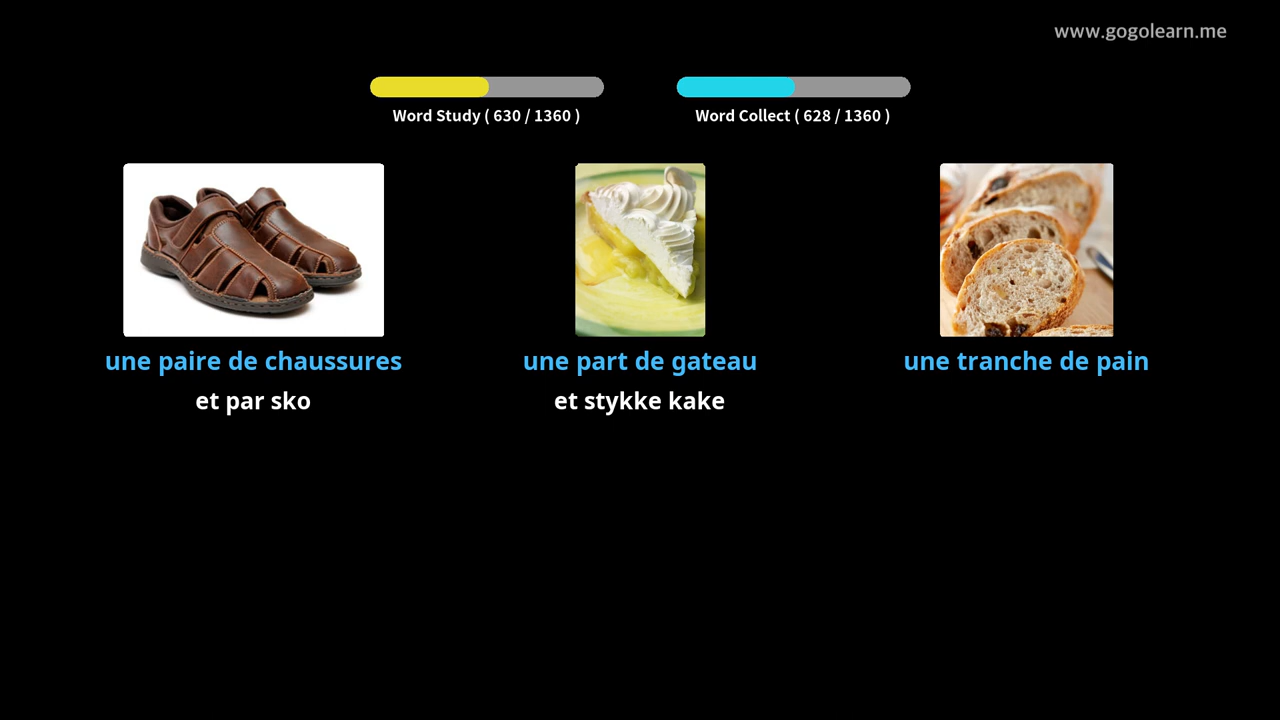 www.gogolearn.me
Word Study ( 630 / 1360 )
Word Collect ( 628 / 1360 )
une paire de chaussures
une part de gateau
une tranche de pain
et par sko
et stykke kake